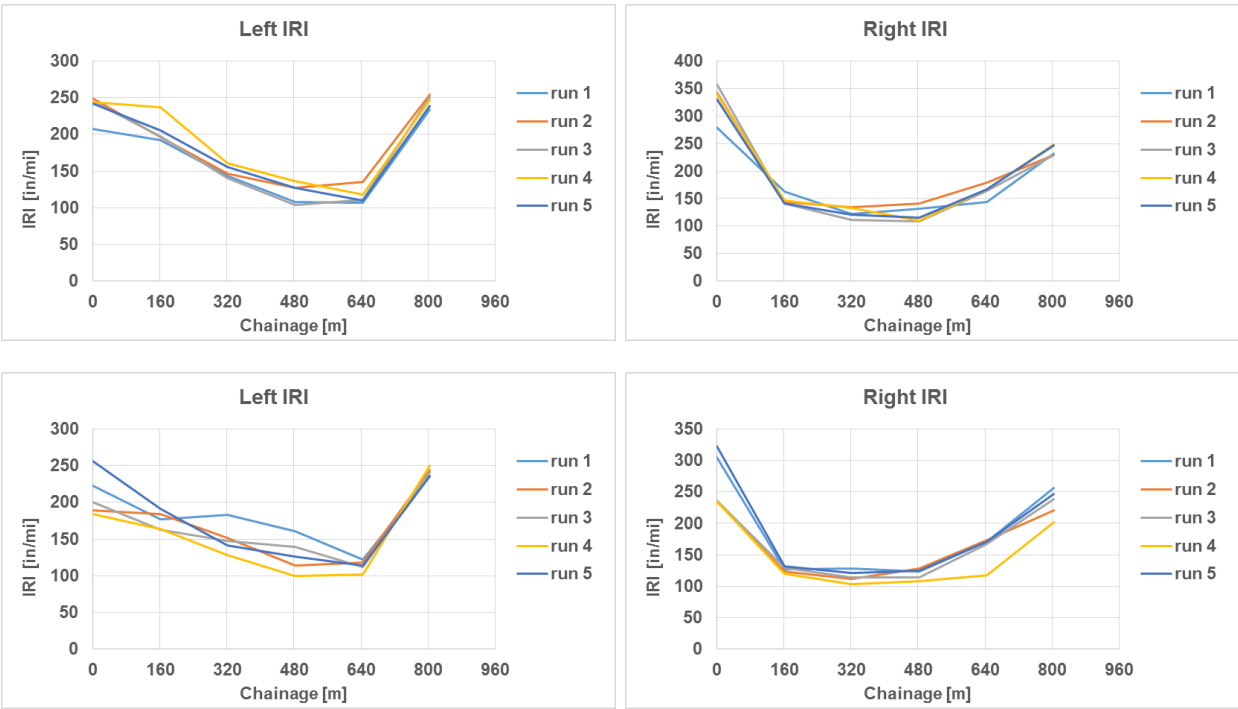 Left IRI
IRI [in/mi]
300
250
200
150
100
50
0
0 160 320 480 640 800 960
Chainage [m]
run 1
run 2
run 3
run 4
run 5
Right IRI
IRI [in/mi]
400
350
300
250
200
150
100
50
0
0 160 320 480 640 800 960
Chainage [m]
run 1
run 2
run 3
run 4
run 5
Left IRI
IRI [in/mi]
300
250
200
150
100
50
0
0 160 320 480 640 800 960
Chainage [m]
run 1
run 2
run 3
run 4
run 5
Right IRI
IRI [in/mi]
350
300
250
200
150
100
50
0
0 160 320 480 640 800 960
Chainage [m]
run 1
run 2
run 3
run 4
run 5